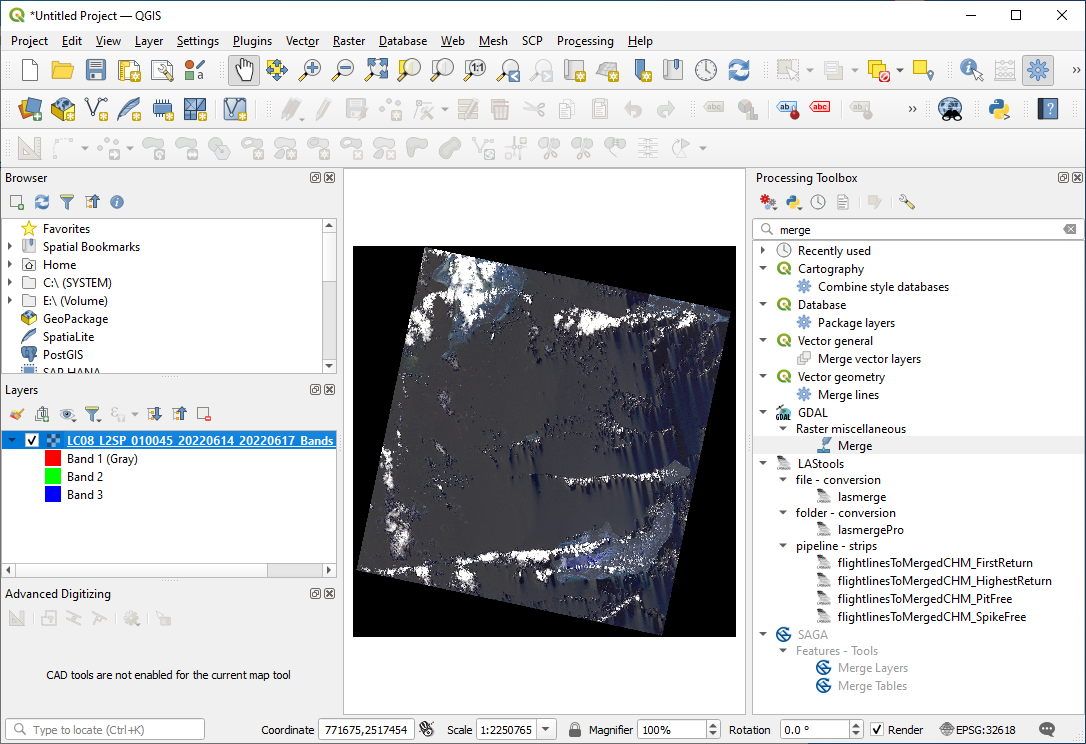 *Untitled Project — QGIS
Project Edit View Layer Settings Plugins Vector Raster Database Web Mesh SCP Processing Help
Browser
Favorites
Spatial Bookmarks
Home
C:\ (SYSTEM)
E:\ (Volume)
GeoPackage
SpatiaLite
PostGIS
SAP HANA
Layers
LC08_L2SP_010045_20220614_20220617_Bands
Band 1 (Gray)
Band 2
Band 3
Advanced Digitizing
CAD tools are not enabled for the current map tool
Processing Toolbox
merge
Recently used
Cartography
Combine style databases
Database
Package layers
Vector general
Merge vector layers
Vector geometry
Merge lines
GDAL
Raster miscellaneous
Merge
LAStools
file - conversion
lasmerge
folder - conversion
lasmergePro
pipeline - strips
flightlinesToMergedCHM_FirstReturn
flightlinesToMergedCHM_HighestReturn
flightlinesToMergedCHM_PitFree
flightlinesToMergedCHM_SpikeFree
SAGA
Features - Tools
Merge Layers
Merge Tables
Type to locate (Ctrl+K) Coordinate 771675,2517454 Scale 1:2250765 Magnifier 100% Rotation 0.0 ° Render EPSG:32618